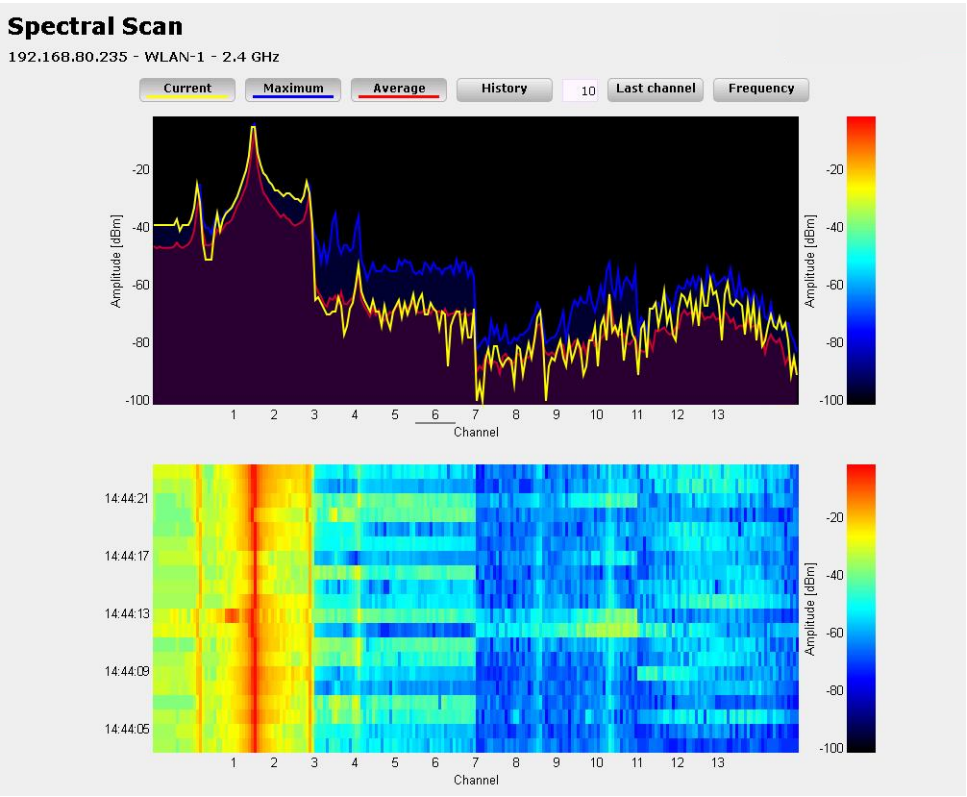 Spectral Scan
192.168.80.235 - WLAN-1 - 2.4 GHz
Current Maximum Average History 10 Last channel Frequency
-20
-40
-60
-80
-100
Amplitude [dBm]
1 2 3 4 5 6 7 8 9 10 11 12 13
Channel
-20
-40
-60
-80
-100
Amplitude [dBm]
14:44:21
14:44:17
14:44:13
14:44:09
14:44:05
1 2 3 4 5 6 7 8 9 10 11 12 13
Channel
-20
-40
-60
-80
-100
Amplitude [dBm]